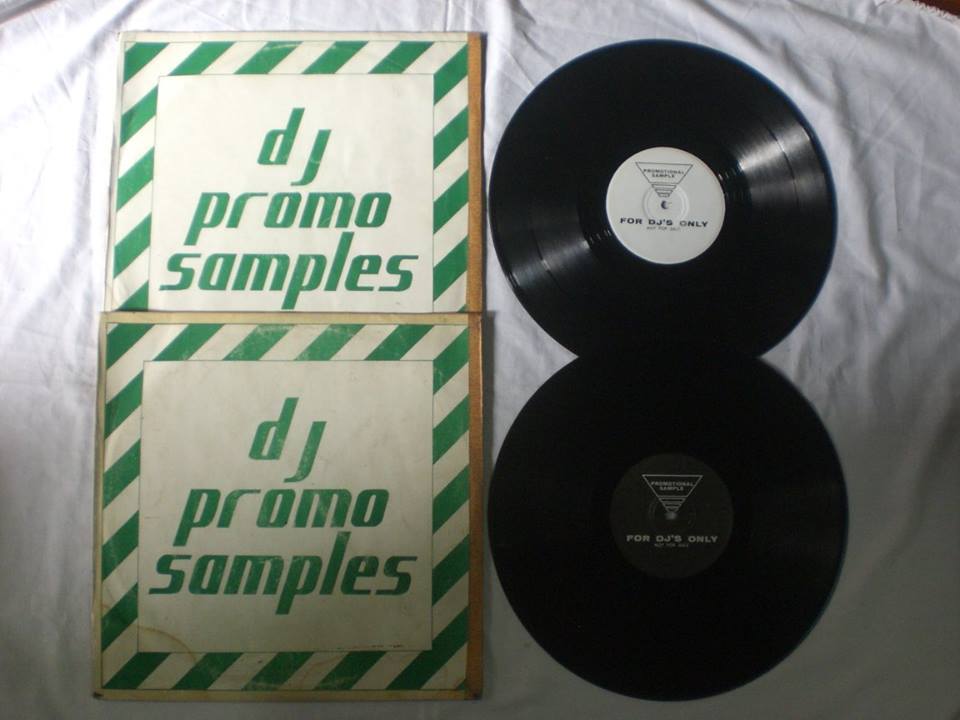 dj
promo
samples
PROMOTIONAL
SAMPLE
FOR DJ'S ONLY
NOT FOR SALE
dj
promo
samples
PROMOTIONAL
SAMPLE
FOR DJ'S ONLY
NOT FOR SALE